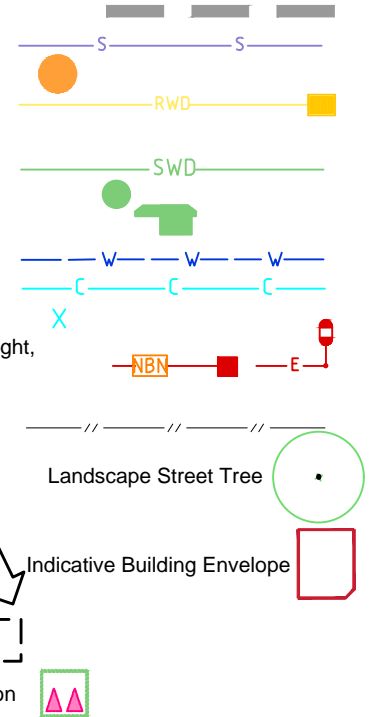 S S
RWD
SWD
W W W
C C C
X
ght,
NBN E
// // //
Landscape Street Tree
Indicative Building Envelope
on